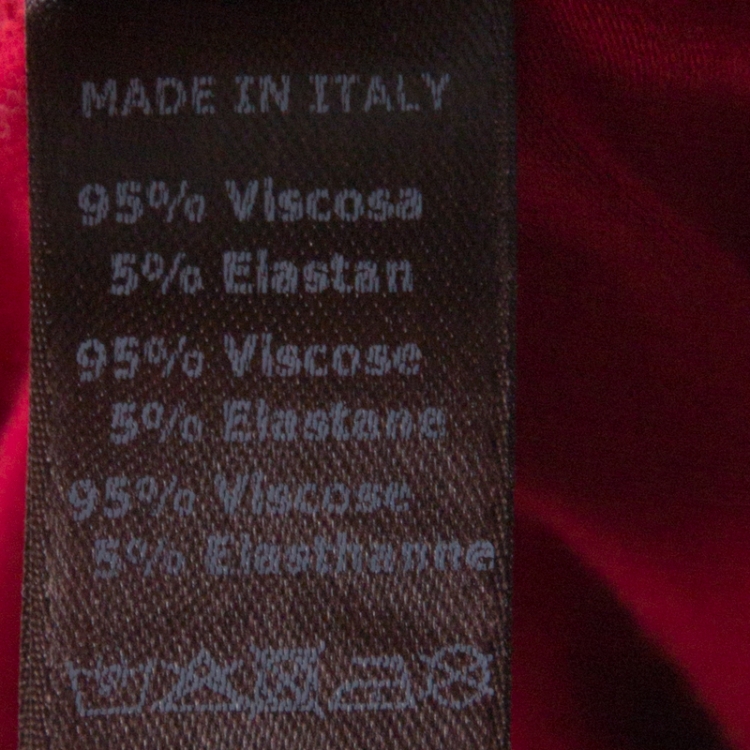 MADE IN ITALY
95% Viscosa
5% Elastan
95% Viscose
5% Elastane
95% Viscose
5% Elasthanne